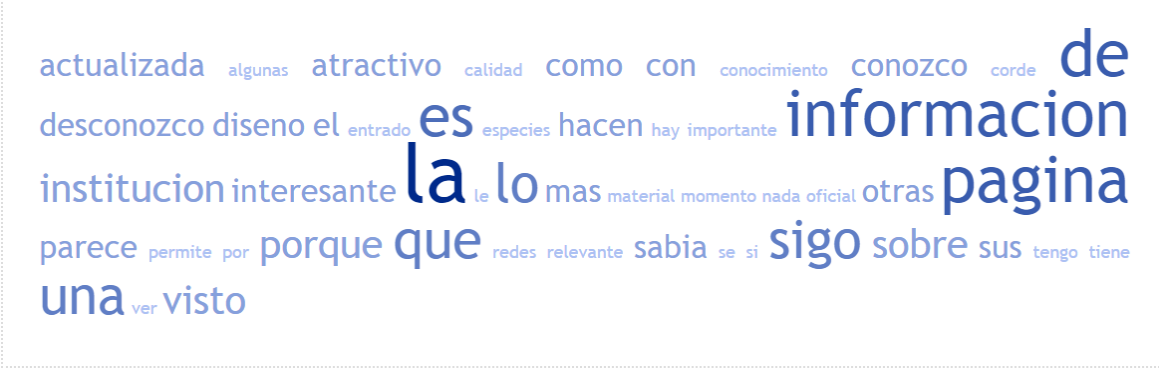 actualizada algunas atractivo calidad como con conocimiento conozco corde de
desconozco diseno el entrado es especies hacen hay importante informacion
institucion interesante la le lo mas material momento nada oficial otras pagina
parece permite por porque que redes relevante sabia se si sigo sobre sus tengo tiene
una ver visto